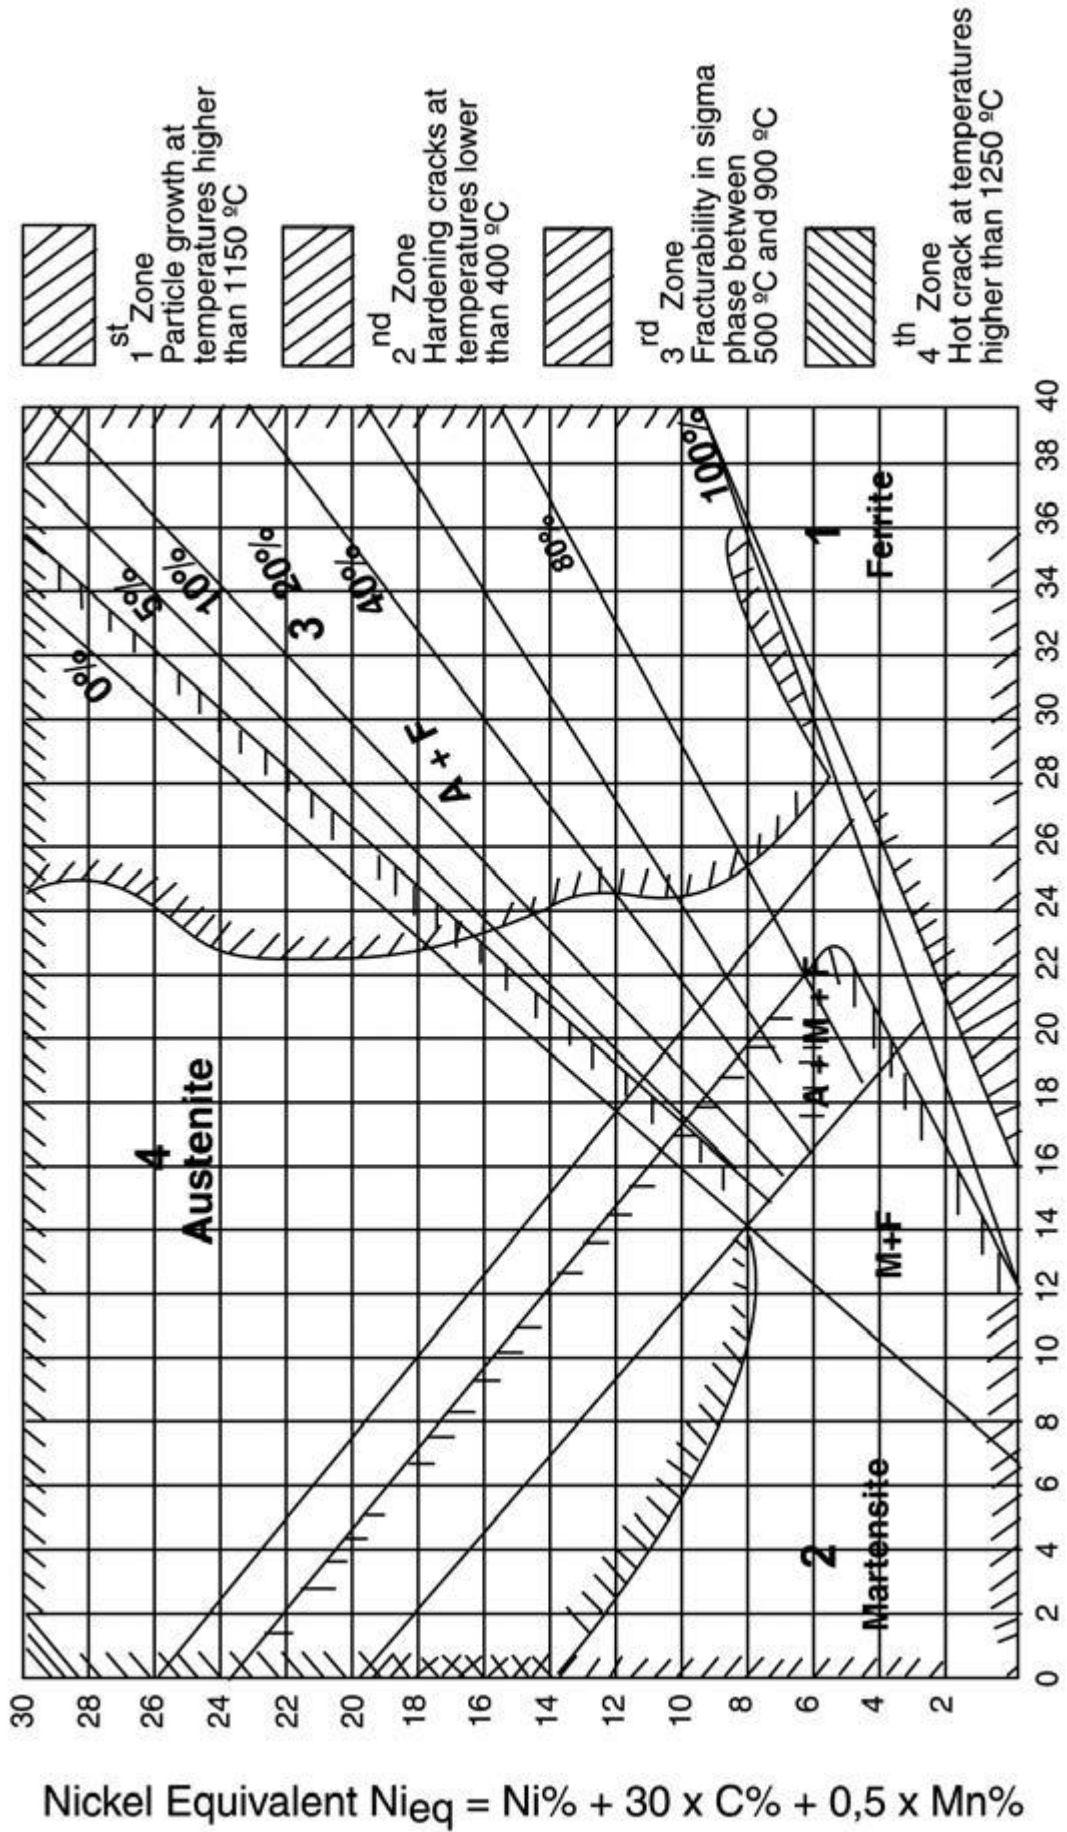 30
28
26
24
22
20
18
16
14
12
10
8
6
4
2
0
2
4
6
8
10
12
14
16
18
20
22
24
26
28
30
32
34
36
38
40
4
Austenite
0%
5%
10%
20%
3
40%
80%
100%
A + F
A + M + F
M+F
2
Martensite
1
Ferrite
1st Zone
Particle growth at
temperatures higher
than 1150 ºC
2nd Zone
Hardening cracks at
temperatures lower
than 400 ºC
3rd Zone
Fracturability in sigma
phase between
500 ºC and 900 ºC
4th Zone
Hot crack at temperatures
higher than 1250 ºC
Nickel Equivalent Nieq = Ni% + 30 x C% + 0,5 x Mn%